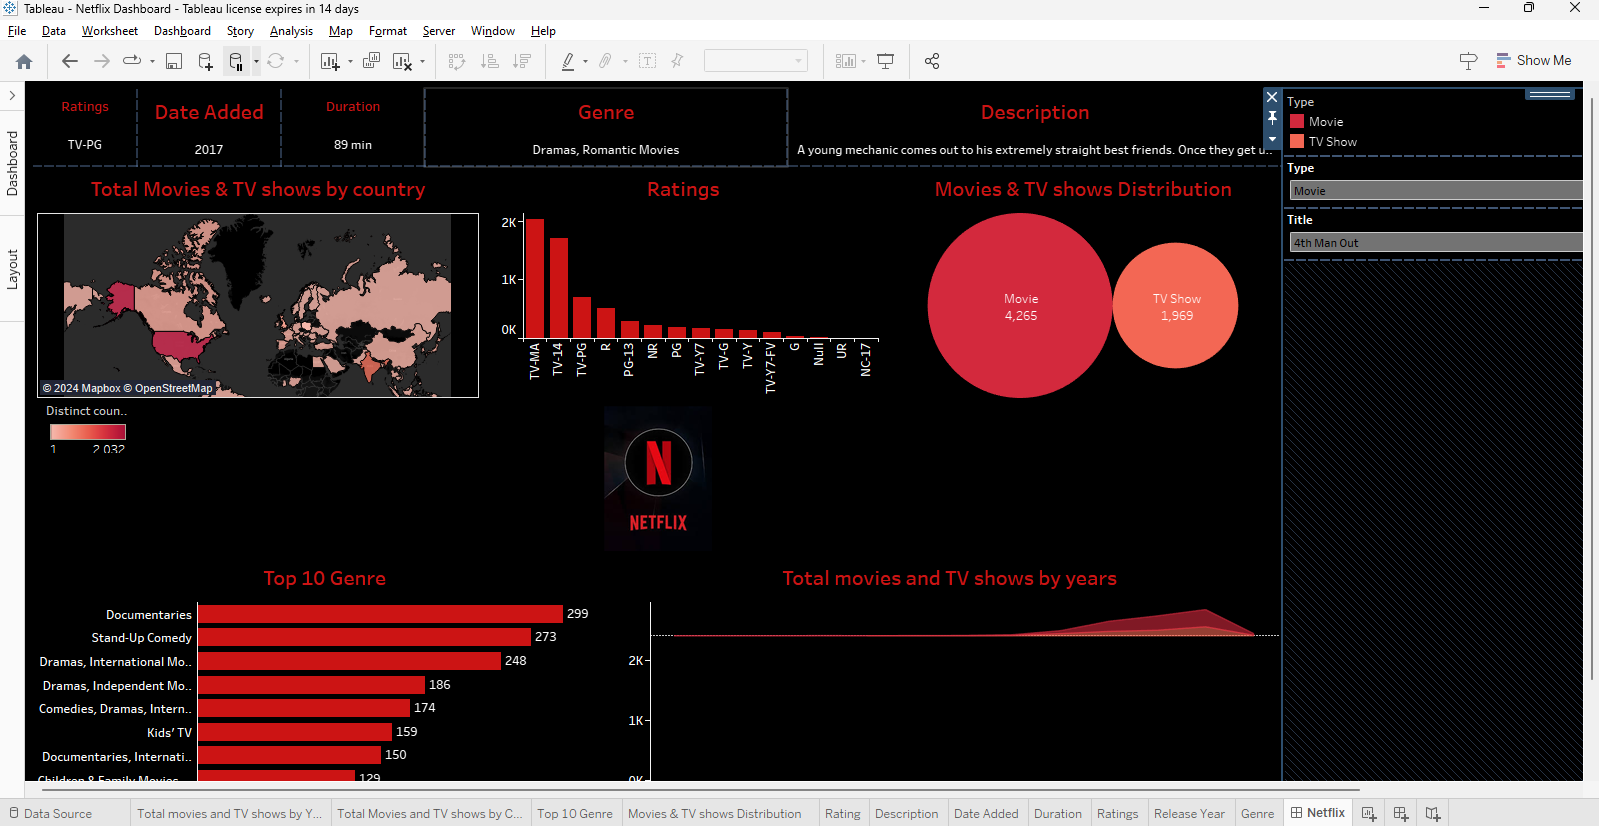 Tableau - Netflix Dashboard - Tableau license expires in 14 days
File Data Worksheet Dashboard Story Analysis Map Format Server Window Help
Show Me
Dashboard
Layout
Ratings
TV-PG
Date Added
2017
Duration
89 min
Genre
Dramas, Romantic Movies
Description
A young mechanic comes out to his extremely straight best friends. Once they get u..
Type
Movie
TV Show
Type
Movie
Title
4th Man Out
Total Movies & TV shows by country
© 2024 Mapbox © OpenStreetMap
Distinct coun..
1 2 032
Ratings
2K
1K
0K
TV-MA
TV-14
TV-PG
R
PG-13
NR
PG
TV-Y7
TV-G
TV-Y
TV-Y7-FV
G
Null
UR
NC-17
Movies & TV shows Distribution
Movie
4,265
TV Show
1,969
N
NETFLIX
Top 10 Genre
Documentaries 299
Stand-Up Comedy 273
Dramas, International Mo.. 248
Dramas, Independent Mo.. 186
Comedies, Dramas, Intern.. 174
Kids' TV 159
Documentaries, Internati.. 150
Children & Family Movies 129
Total movies and TV shows by years
2K
1K
0K
Data Source Total movies and TV shows by Y... Total Movies and TV shows by C... Top 10 Genre Movies & TV shows Distribution Rating Description Date Added Duration Ratings Release Year Genre Netflix